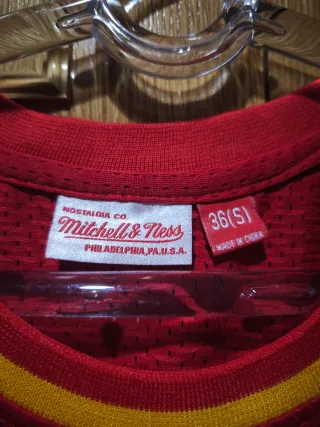 NOSTALGIA CO.
Mitchell & Ness
PHILADELPHIA, PA. U.S.A.
36(S)
MADE IN CHINA